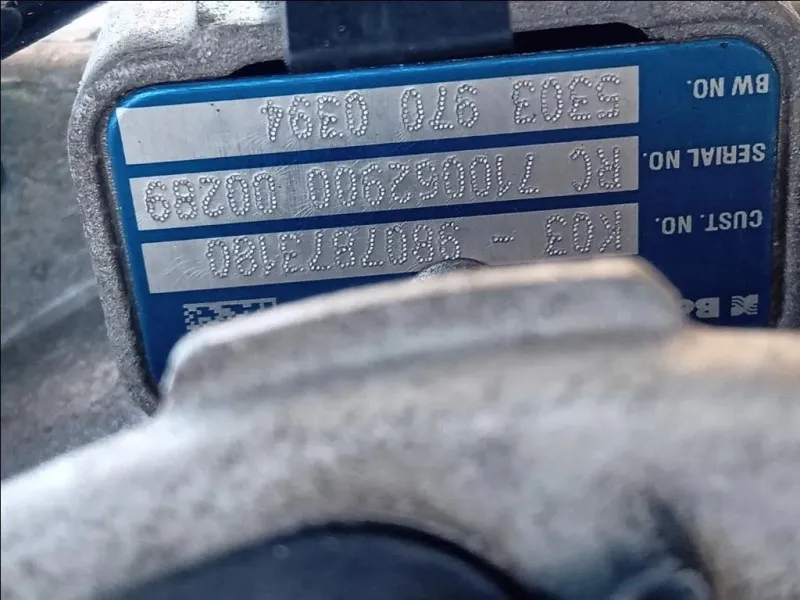 CUST. NO. K03 - 9807873180
SERIAL NO. RC 710062900 00289
BW NO. 5303 970 0394